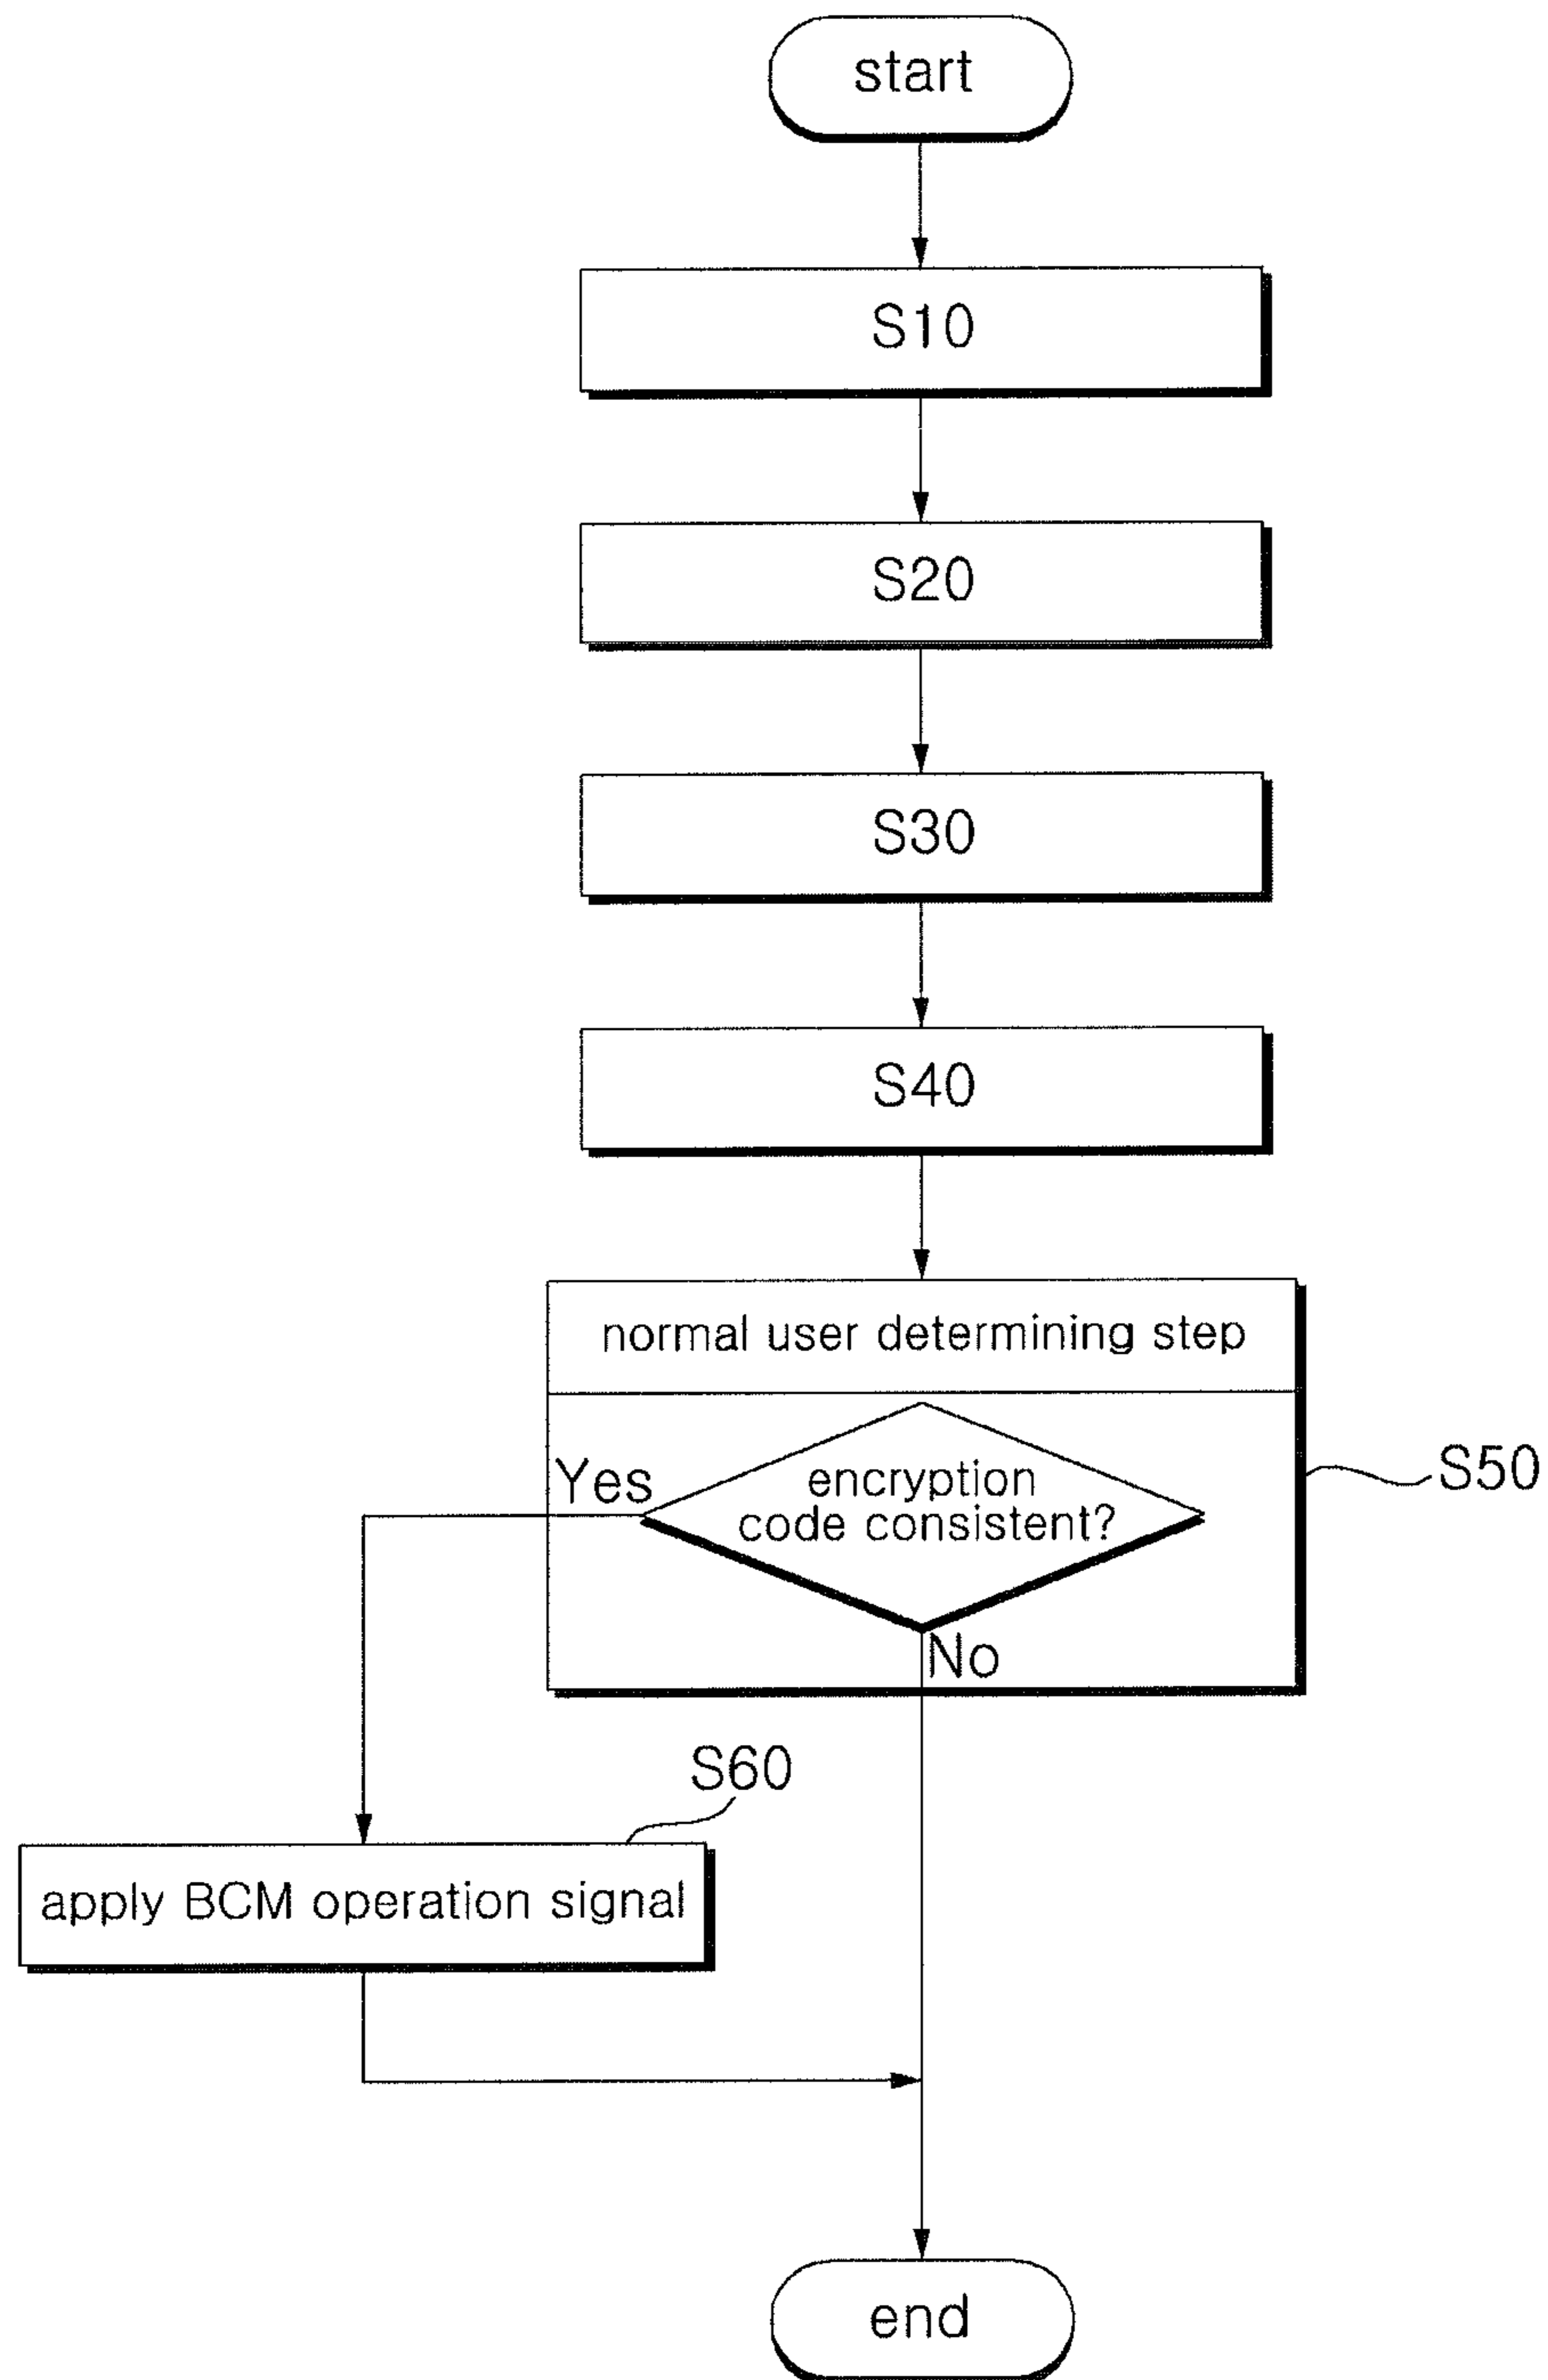 start
S10
S20
S30
S40
normal user determining step
encryption
code consistent?
Yes
S50
No
S60
apply BCM operation signal
end